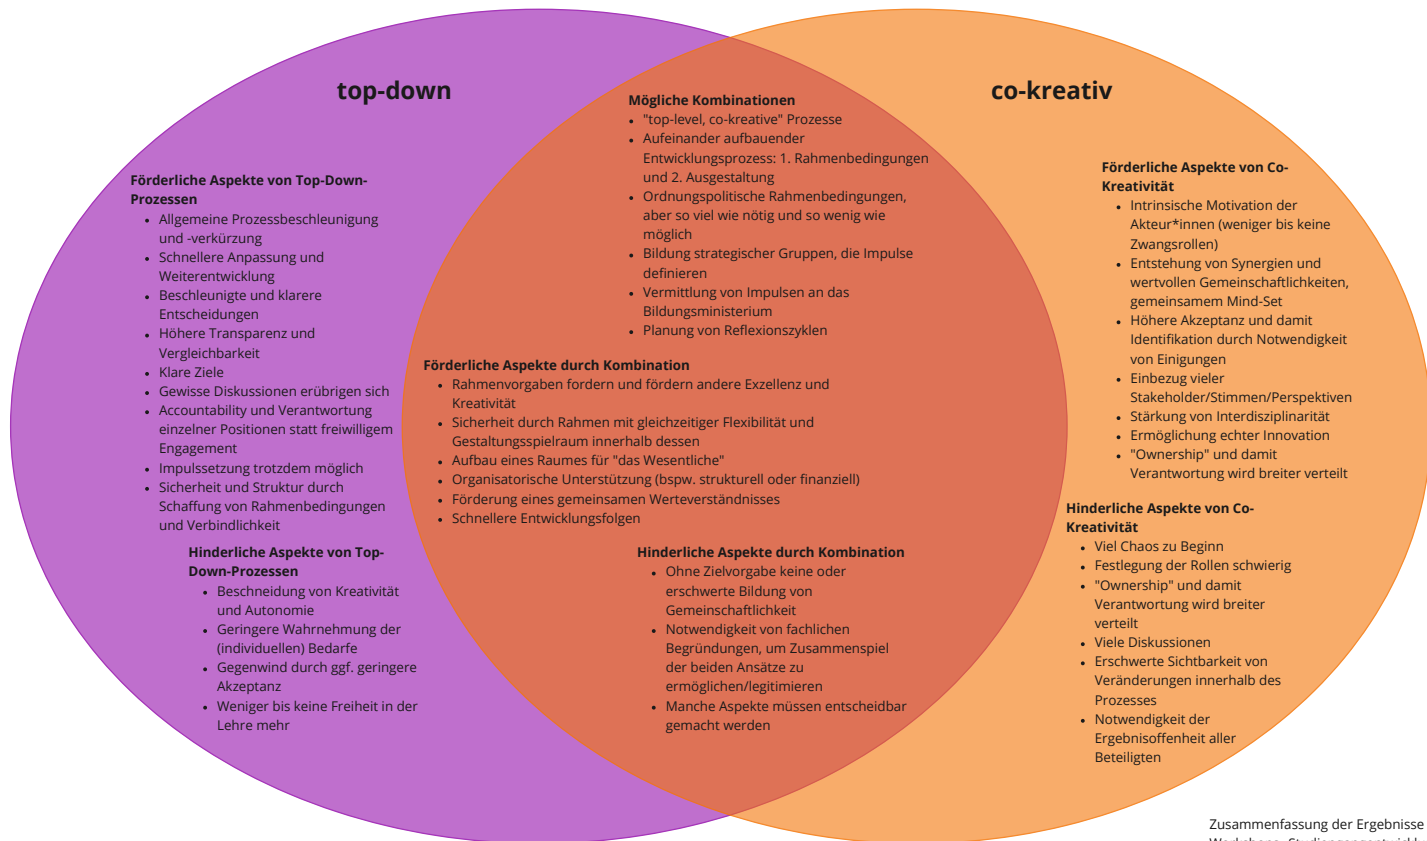 top-down
Förderliche Aspekte von Top-Down-
Prozessen
• Allgemeine Prozessbeschleunigung
und -verkürzung
• Schnellere Anpassung und
Weiterentwicklung
• Beschleunigte und klarere
Entscheidungen
• Höhere Transparenz und
Vergleichbarkeit
• Klare Ziele
• Gewisse Diskussionen erübrigen sich
• Accountability und Verantwortung
einzelner Positionen statt freiwilligem
Engagement
• Impulssetzung trotzdem möglich
• Sicherheit und Struktur durch
Schaffung von Rahmenbedingungen
und Verbindlichkeit
Hinderliche Aspekte von Top-
Down-Prozessen
• Beschneidung von Kreativität
und Autonomie
• Geringere Wahrnehmung der
(individuellen) Bedarfe
• Gegenwind durch ggf. geringere
Akzeptanz
• Weniger bis keine Freiheit in der
Lehre mehr
Mögliche Kombinationen
• "top-level, co-kreative" Prozesse
• Aufeinander aufbauender
Entwicklungsprozess: 1. Rahmenbedingungen
und 2. Ausgestaltung
• Ordnungspolitische Rahmenbedingungen,
aber so viel wie nötig und so wenig wie
möglich
• Bildung strategischer Gruppen, die Impulse
definieren
• Vermittlung von Impulsen an das
Bildungsministerium
• Planung von Reflexionszyklen
Förderliche Aspekte durch Kombination
• Rahmenvorgaben fordern und fördern andere Exzellenz und
Kreativität
• Sicherheit durch Rahmen mit gleichzeitiger Flexibilität und
Gestaltungsspielraum innerhalb dessen
• Aufbau eines Raumes für "das Wesentliche"
• Organisatorische Unterstützung (bspw. strukturell oder finanziell)
• Förderung eines gemeinsamen Werteverständnisses
• Schnellere Entwicklungsfolgen
Hinderliche Aspekte durch Kombination
• Ohne Zielvorgabe keine oder
erschwerte Bildung von
Gemeinschaftlichkeit
• Notwendigkeit von fachlichen
Begründungen, um Zusammenspiel
der beiden Ansätze zu
ermöglichen/legitimieren
• Manche Aspekte müssen entscheidbar
gemacht werden
co-kreativ
Förderliche Aspekte von Co-
Kreativität
• Intrinsische Motivation der
Akteur*innen (weniger bis keine
Zwangsrollen)
• Entstehung von Synergien und
wertvollen Gemeinschaftlichkeiten,
gemeinsamem Mind-Set
• Höhere Akzeptanz und damit
Identifikation durch Notwendigkeit
von Einigungen
• Einbezug vieler
Stakeholder/Stimmen/Perspektiven
• Stärkung von Interdisziplinarität
• Ermöglichung echter Innovation
• "Ownership" und damit
Verantwortung wird breiter verteilt
Hinderliche Aspekte von Co-
Kreativität
• Viel Chaos zu Beginn
• Festlegung der Rollen schwierig
• "Ownership" und damit
Verantwortung wird breiter
verteilt
• Viele Diskussionen
• Erschwerte Sichtbarkeit von
Veränderungen innerhalb des
Prozesses
• Notwendigkeit der
Ergebnisoffenheit aller
Beteiligten
Zusammenfassung der Ergebnisse